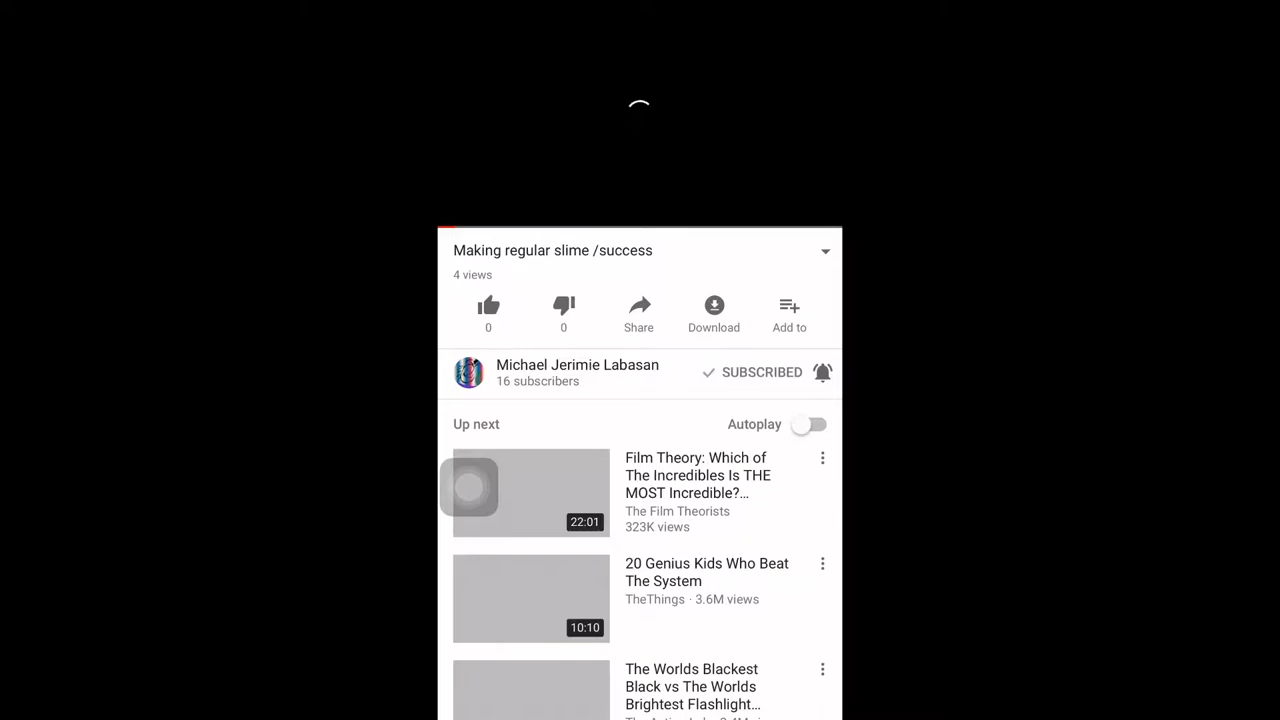 Making regular slime /success
4 views
0
0
Share
Download
Add to
Michael Jerimie Labasan
16 subscribers
SUBSCRIBED
Up next
Autoplay
Film Theory: Which of
The Incredibles Is THE
MOST Incredible?...
The Film Theorists
323K views
22:01
20 Genius Kids Who Beat
The System
TheThings · 3.6M views
10:10
The Worlds Blackest
Black vs The Worlds
Brightest Flashlight...